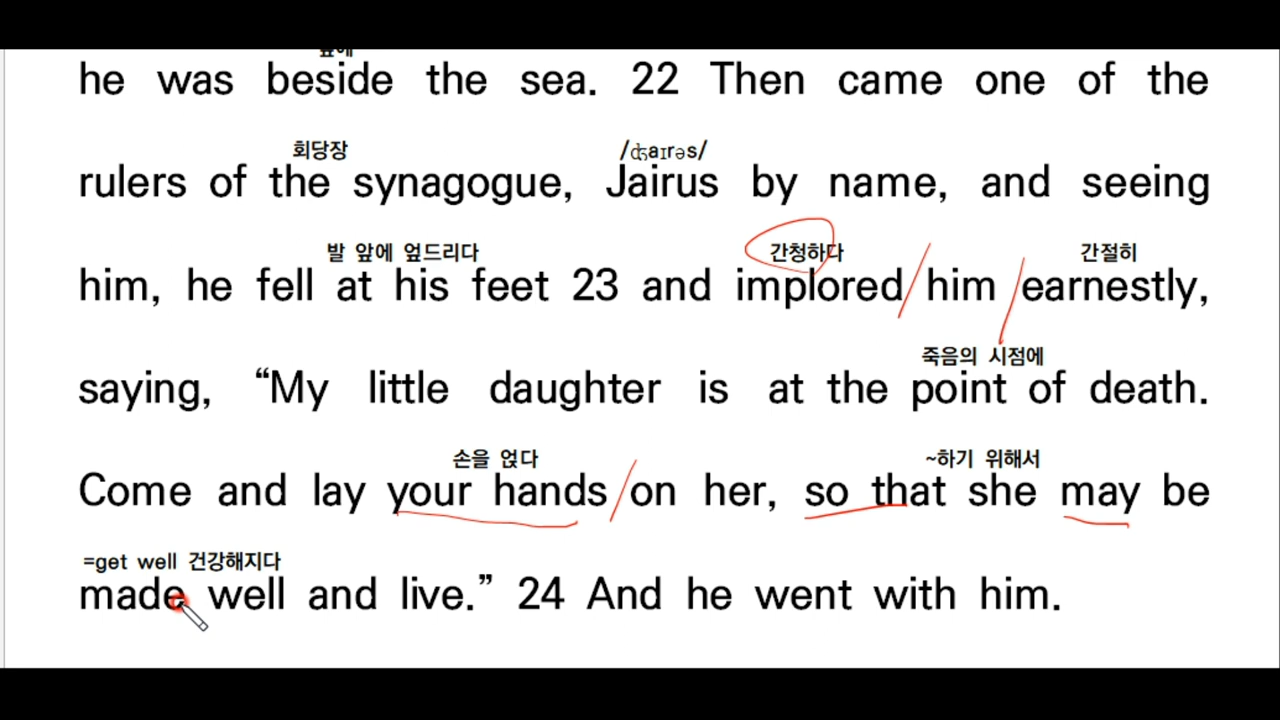 he was beside the sea. 22 Then came one of the
회당장 /ʤaɪrəs/
rulers of the synagogue, Jairus by name, and seeing
발 앞에 엎드리다 간청하다 간절히
him, he fell at his feet 23 and implored him earnestly,
죽음의 시점에
saying, “My little daughter is at the point of death.
손을 얹다 ~하기 위해서
Come and lay your hands on her, so that she may be
=get well 건강해지다
made well and live.” 24 And he went with him.